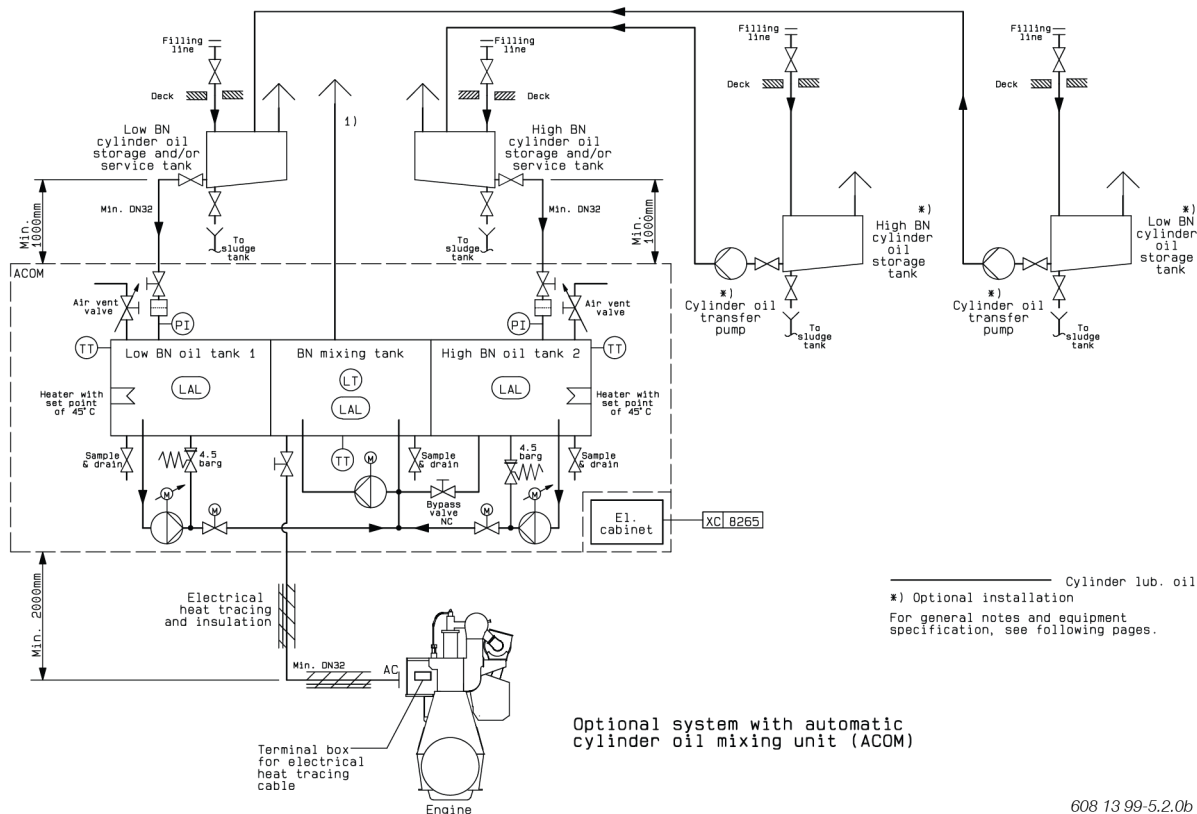 Filling
line
Deck
Low BN
cylinder oil
storage and/or
service tank
1)
Filling
line
Deck
High BN
cylinder oil
storage and/or
service tank
Filling
line
Deck
Filling
line
Deck
Min.
1000mm
Min. DN32
To
sludge
tank
To
sludge
tank
Min. DN32
Min.
1000mm
*)
High BN
cylinder
oil
storage
tank
*)
Low BN
cylinder
oil
storage
tank
*)
Cylinder oil
transfer
pump
To
sludge
tank
*)
Cylinder oil
transfer
pump
To
sludge
tank
ACOM
Air vent
valve
PI
PI
Air vent
valve
TT
Low BN oil tank 1
BN mixing tank
High BN oil tank 2
TT
LAL
LT
LAL
LAL
Heater with
set point
of 45°C
Heater with
set point
of 45°C
Sample
& drain
4.5
barg
TT
M
Sample
& drain
4.5
barg
Sample
& drain
M
M
Bypass
valve
NC
M
M
El.
cabinet
XC 8265
Min. 2000mm
Electrical
heat tracing
and insulation
Min. DN32
AC
Terminal box
for electrical
heat tracing
cable
Engine
Cylinder lub. oil
*) Optional installation
For general notes and equipment
specification, see following pages.
Optional system with automatic
cylinder oil mixing unit (ACOM)
608 13 99-5.2.0b